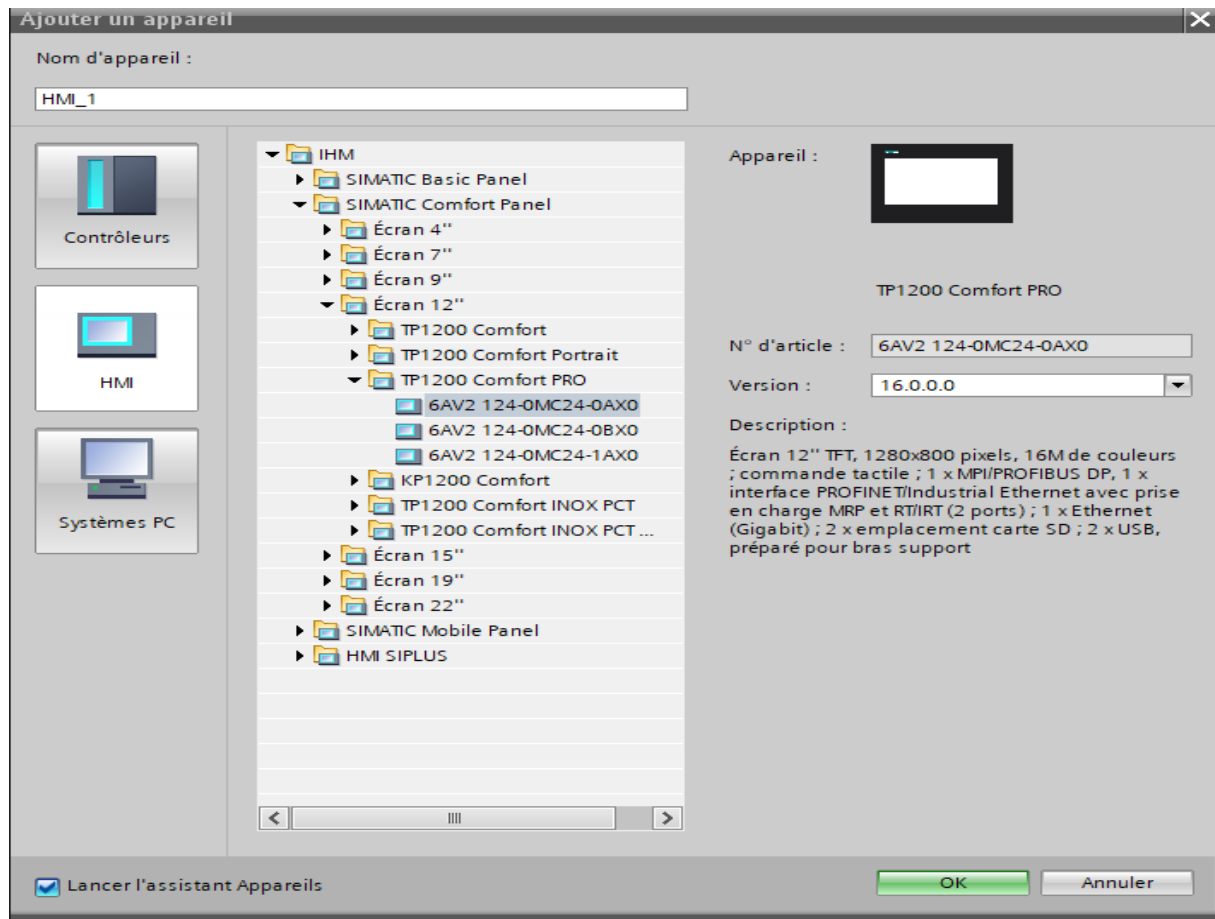 Ajouter un appareil
Nom d'appareil :
HMI_1
Contrôleurs
HMI
Systèmes PC
IHM
SIMATIC Basic Panel
SIMATIC Comfort Panel
Écran 4''
Écran 7''
Écran 9''
Écran 12''
TP1200 Comfort
TP1200 Comfort Portrait
TP1200 Comfort PRO
6AV2 124-0MC24-0AX0
6AV2 124-0MC24-0BX0
6AV2 124-0MC24-1AX0
KP1200 Comfort
TP1200 Comfort INOX PCT
TP1200 Comfort INOX PCT ...
Écran 15''
Écran 19''
Écran 22''
SIMATIC Mobile Panel
HMI SIPLUS
Appareil :
TP1200 Comfort PRO
N° d'article :
6AV2 124-0MC24-0AX0
Version :
16.0.0.0
Description :
Écran 12'' TFT, 1280x800 pixels, 16M de couleurs
; commande tactile ; 1 x MPI/PROFIBUS DP, 1 x
interface PROFINET/Industrial Ethernet avec prise
en charge MRP et RT/IRT (2 ports) ; 1 x Ethernet
(Gigabit) ; 2 x emplacement carte SD ; 2 x USB,
préparé pour bras support
Lancer l'assistant Appareils
OK
Annuler